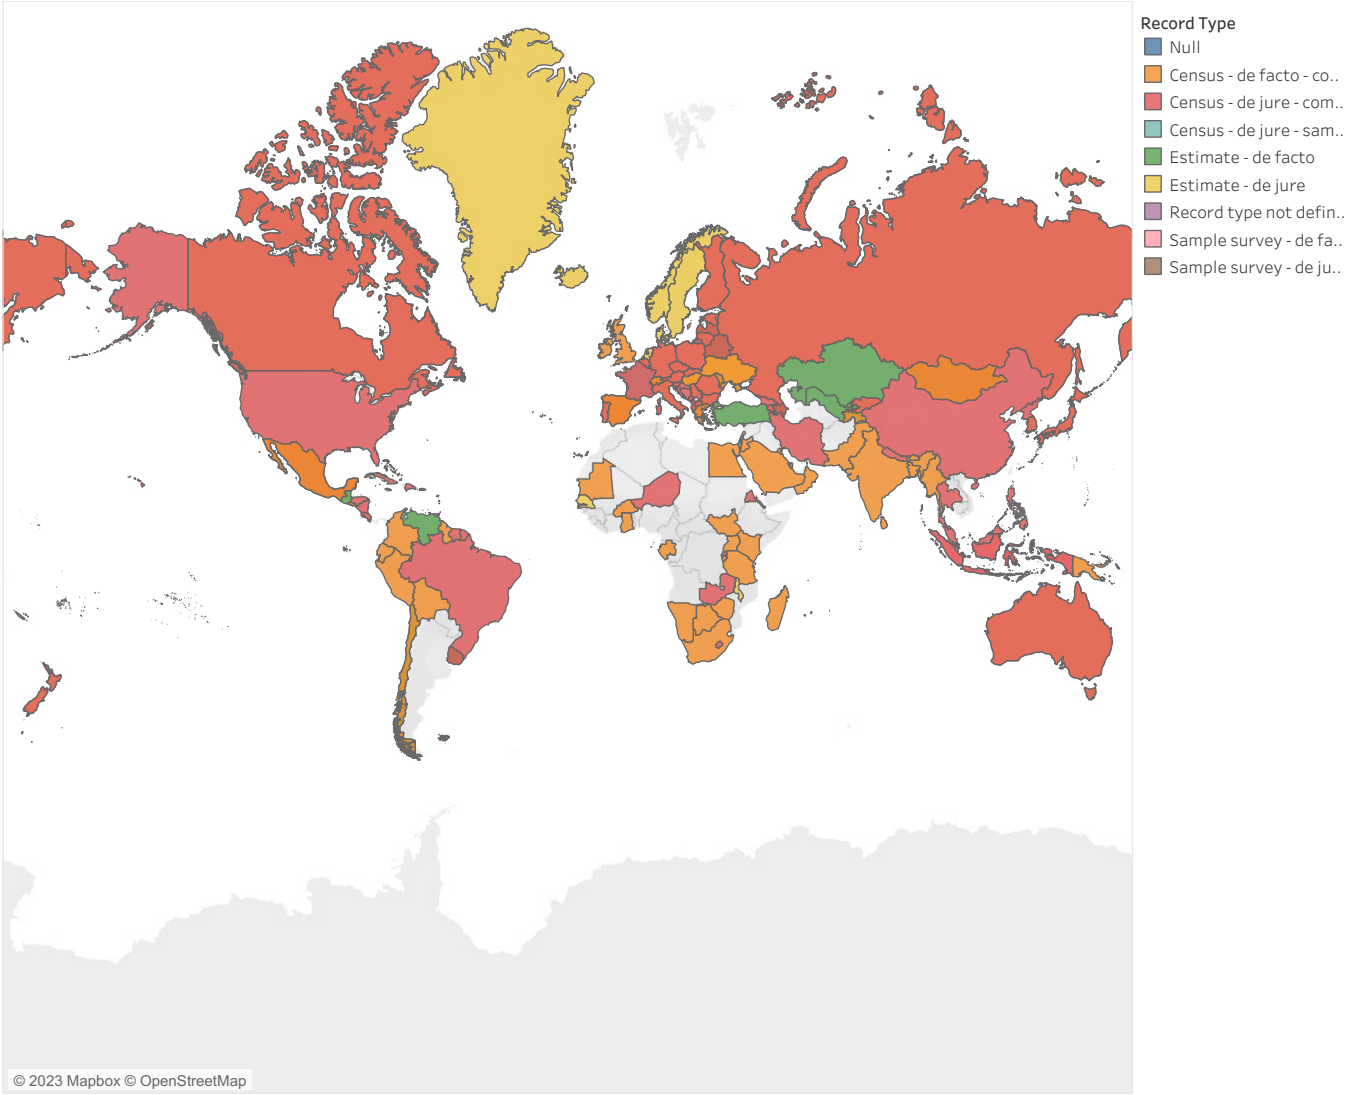 Record Type
Null
Census - de facto - co..
Census - de jure - com..
Census - de jure - sam..
Estimate - de facto
Estimate - de jure
Record type not defin..
Sample survey - de fa..
Sample survey - de ju..
© 2023 Mapbox © OpenStreetMap